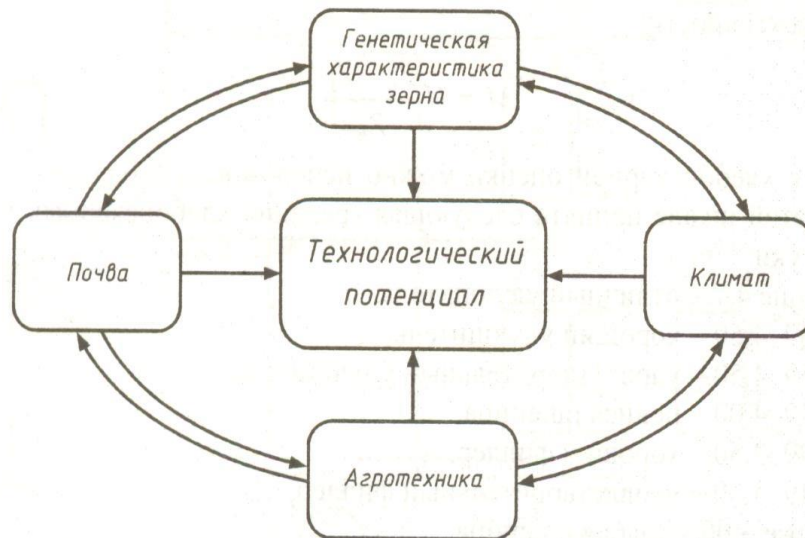 Генетическая
характеристика
зерна
Почва
Технологический
потенциал
Климат
Агротехника